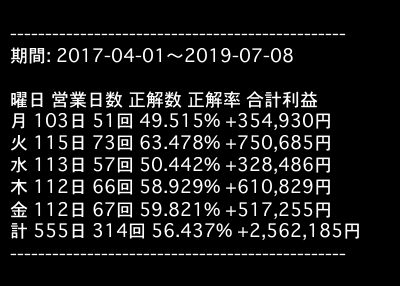 ------------------------------------------------
期間: 2017-04-01～2019-07-08
曜日 営業日数 正解数 正解率 合計利益
月 103日 51回 49.515% +354,930円
火 115日 73回 63.478% +750,685円
水 113日 57回 50.442% +328,486円
木 112日 66回 58.929% +610,829円
金 112日 67回 59.821% +517,255円
計 555日 314回 56.437% +2,562,185円
------------------------------------------------